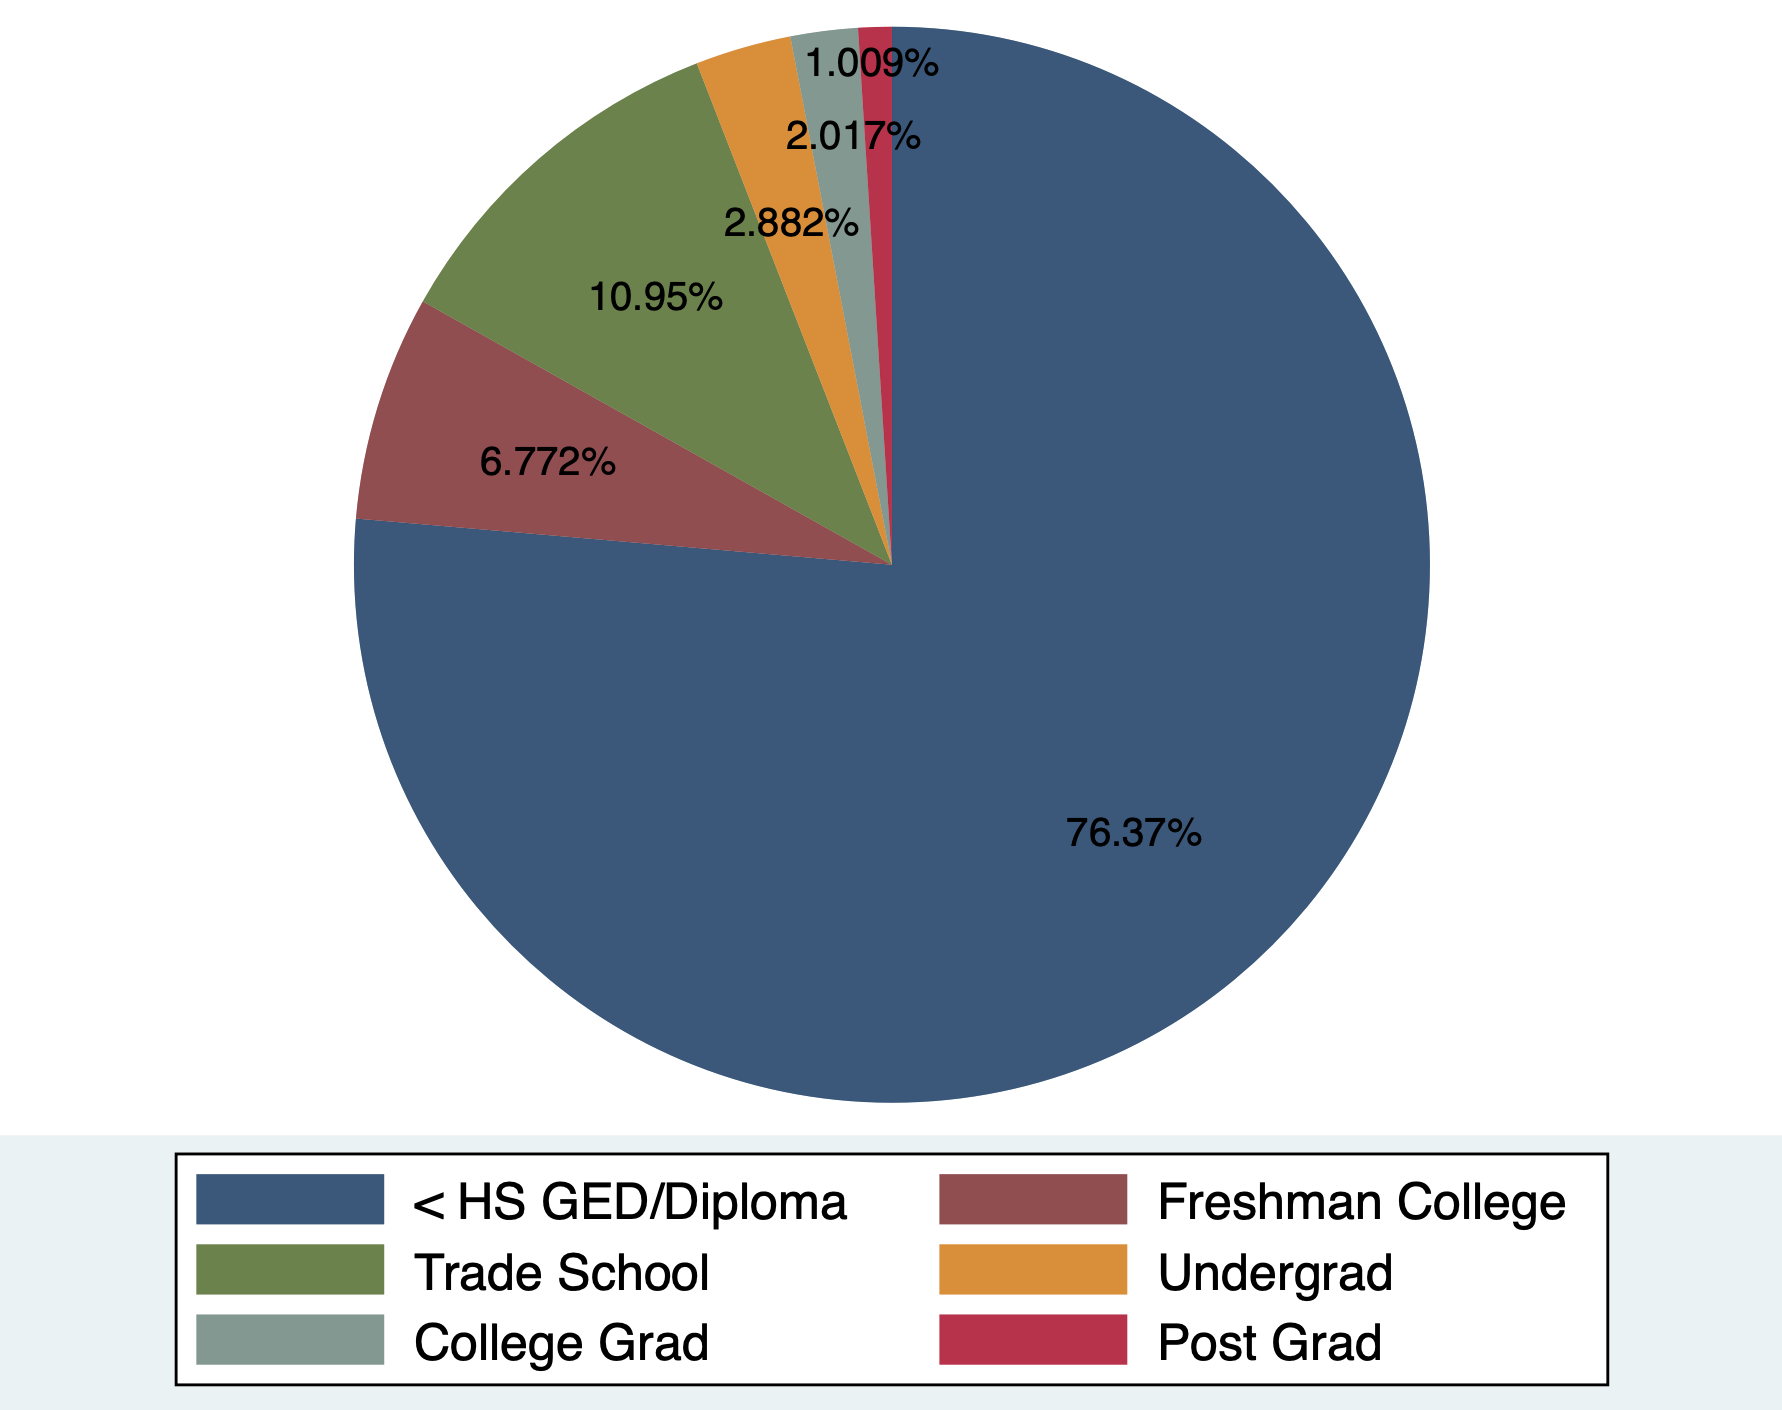 1.009%
2.017%
2.882%
10.95%
6.772%
76.37%
< HS GED/Diploma
Freshman College
Trade School
Undergrad
College Grad
Post Grad